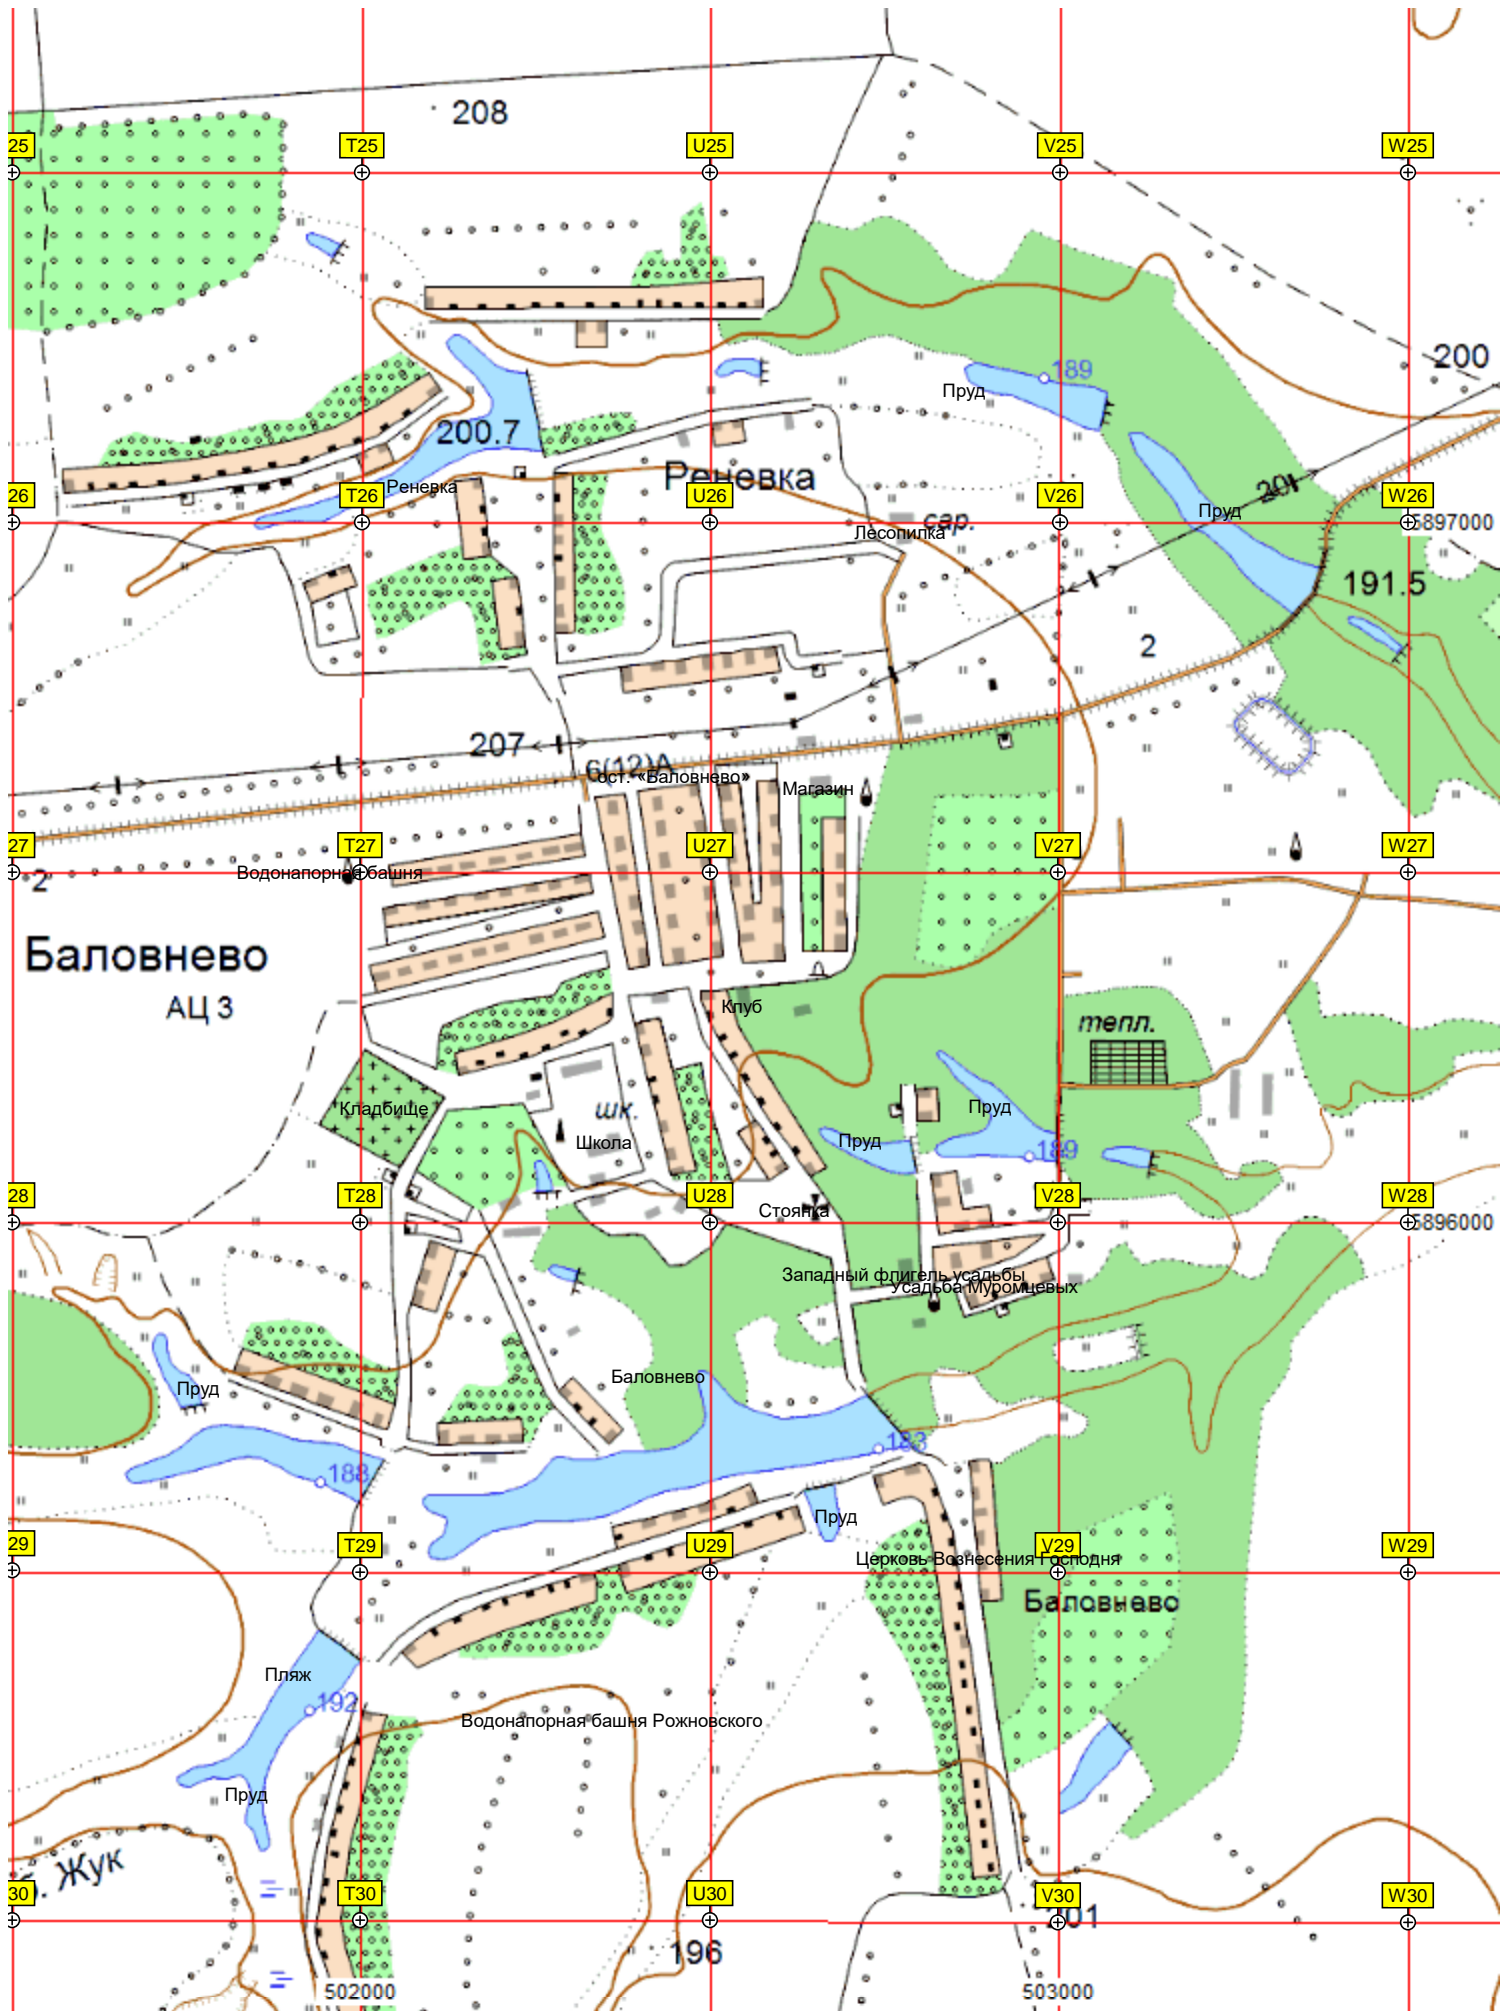 208
25
T25
U25
V25
W25
189
200
Пруд
200.7
Реневка
201
26
T26
Реневка
U26
V26
Пруд
W26
5897000
сар.
Лесопилка
191.5
2
207
6(12)А
ост. «Баловнево»
Магазин
27
T27
U27
V27
W27
Водонапорная башня
2
Баловнево
АЦ 3
Клуб
тепл.
Кладбище
шк.
Школа
Пруд
Пруд
189
28
T28
U28
V28
W28
Стоянка
5896000
Западный флигель усадьбы
Усадьба Муромцевых
Баловнево
Пруд
183
188
Пруд
29
T29
U29
V29
W29
Церковь Вознесения Господня
Баловнево
Пляж
192
Водонапорная башня Рожновского
Пруд
б. Жук
30
T30
U30
V30
W30
201
196
502000
503000